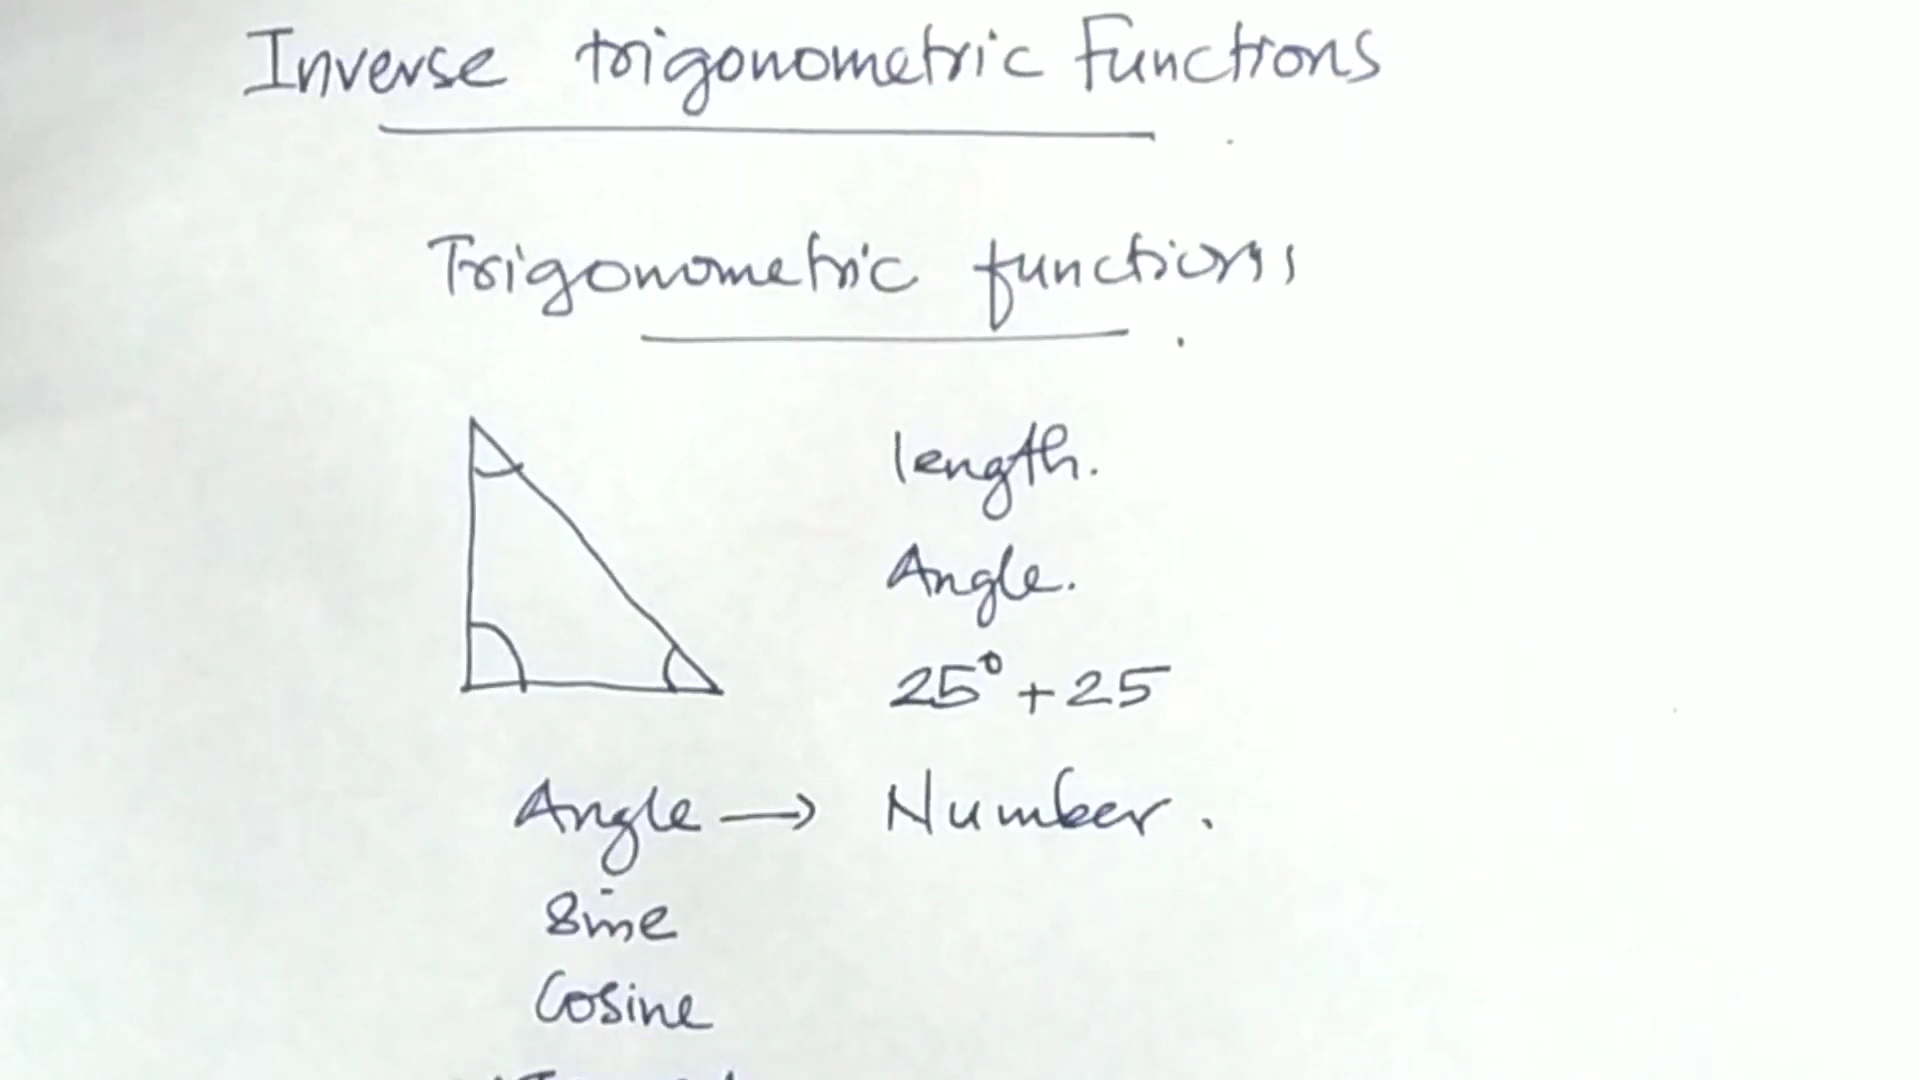 Inverse trigonometric Functions
Trigonometric functions
length.
Angle.
25° + 25
Angle → Number.
Sine
Cosine